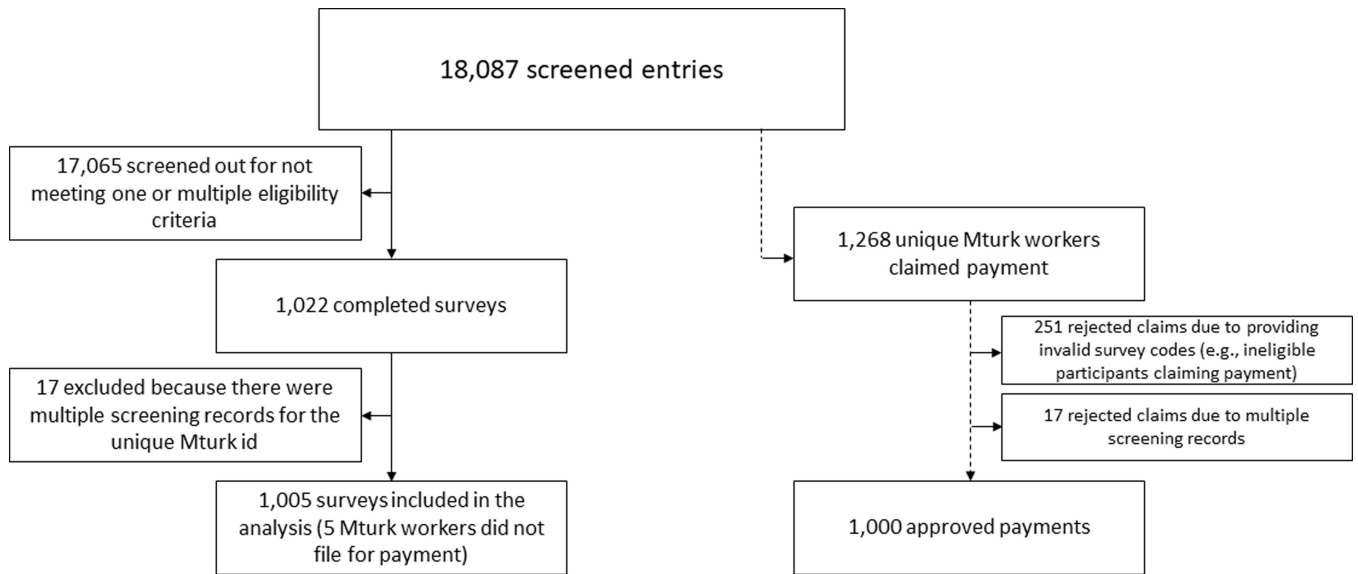 18,087 screened entries
17,065 screened out for not
meeting one or multiple eligibility
criteria
1,268 unique Mturk workers
claimed payment
1,022 completed surveys
251 rejected claims due to providing
invalid survey codes (e.g., ineligible
participants claiming payment)
17 excluded because there were
multiple screening records for the
unique Mturk id
17 rejected claims due to multiple
screening records
1,005 surveys included in the
analysis (5 Mturk workers did not
file for payment)
1,000 approved payments